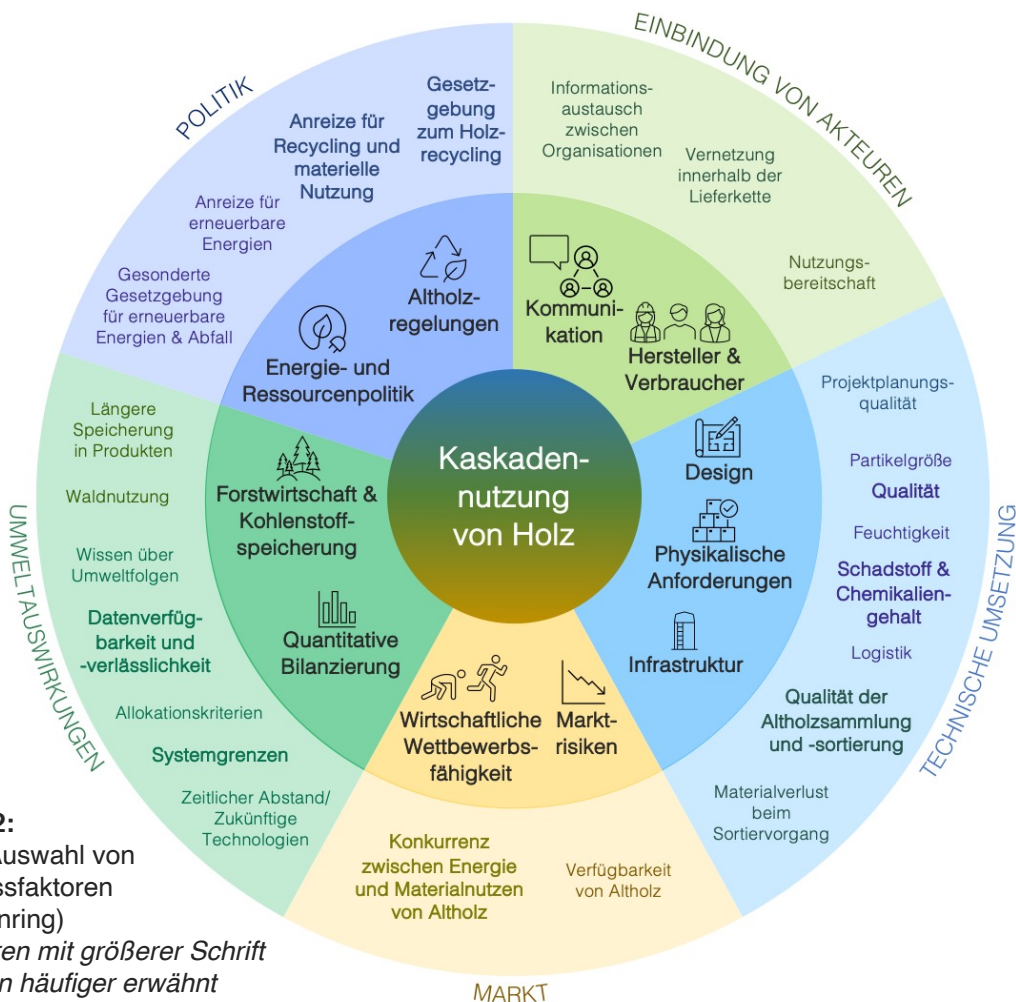 EINBINDUNG VON AKTEUREN
Informations-
austausch
zwischen
Organisationen
Vernetzung
innerhalb der
Lieferkette
Nutzungs-
bereitschaft
Kommuni-
kation
Hersteller &
Verbraucher
TECHNISCHE UMSETZUNG
Projektplanungs-
qualität
Partikelgröße
Qualität
Feuchtigkeit
Schadstoff &
Chemikalien-
gehalt
Logistik
Qualität der
Altholzsammlung
und -sortierung
Materialverlust
beim
Sortiervorgang
Design
Physikalische
Anforderungen
Infrastruktur
MARKT
Konkurrenz
zwischen Energie
und Materialnutzen
von Altholz
Verfügbarkeit
von Altholz
Wirtschaftliche
Wettbewerbs-
fähigkeit
Markt-
risiken
UMWELTAUSWIRKUNGEN
Längere
Speicherung
in Produkten
Waldnutzung
Wissen über
Umweltfolgen
Datenverfüg-
barkeit und
-verlässlichkeit
Allokationskriterien
Systemgrenzen
Zeitlicher Abstand/
Zukünftige
Technologien
Forstwirtschaft &
Kohlenstoff-
speicherung
Quantitative
Bilanzierung
POLITIK
Gesetz-
gebung
zum Holz-
recycling
Anreize für
Recycling und
materielle
Nutzung
Anreize für
erneuerbare
Energien
Gesonderte
Gesetzgebung
für erneuerbare
Energien & Abfall
Altholz-
regelungen
Energie- und
Ressourcenpolitik
Kaskaden-
nutzung
von Holz
2:
uswahl von
ssfaktoren
nring)
ren mit größerer Schrift
n häufiger erwähnt